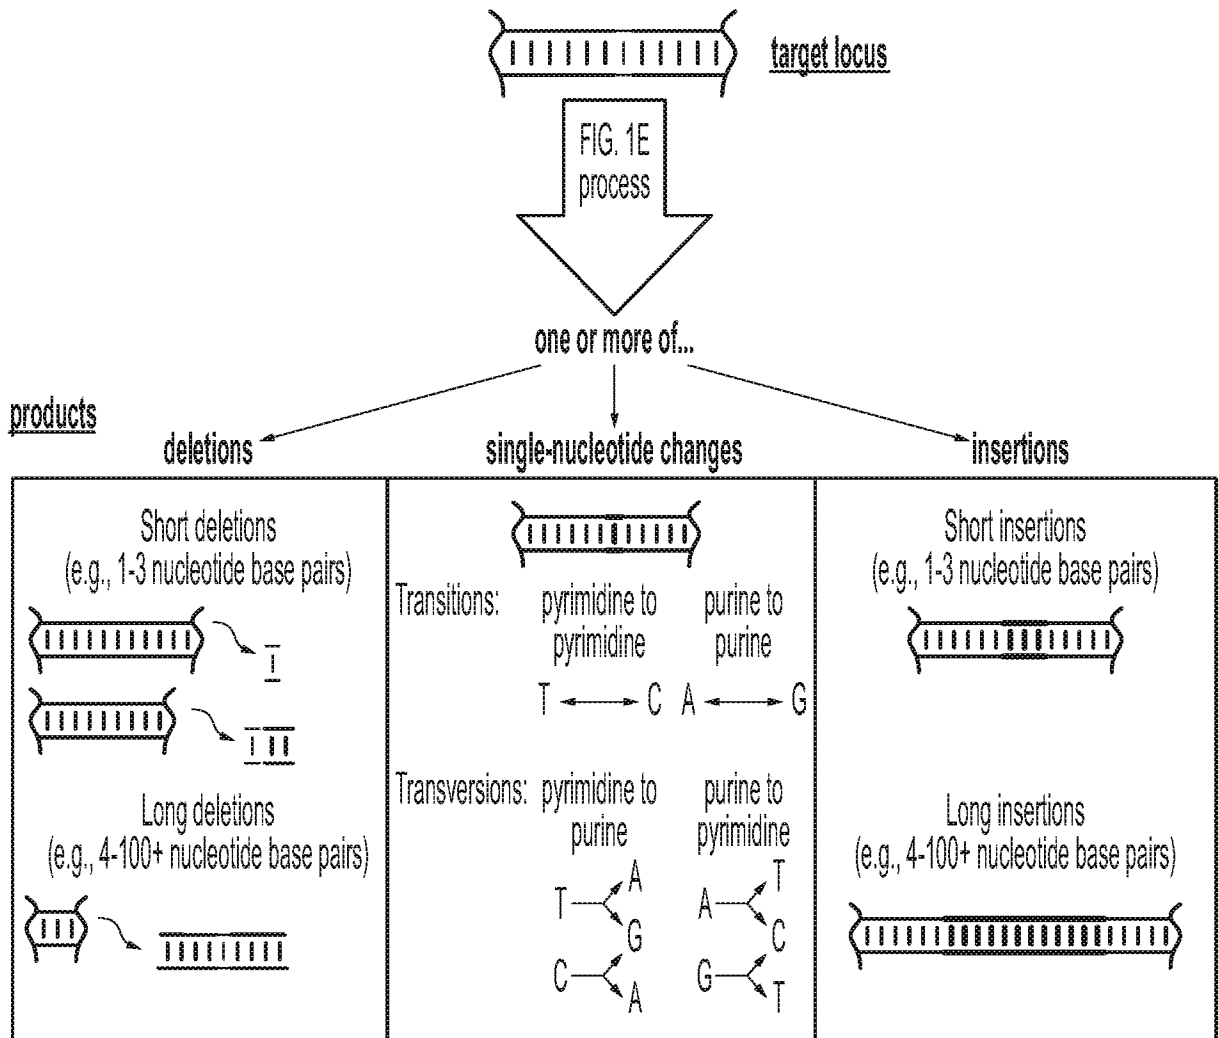 target locus
FIG. 1E
process
one or more of...
products
deletions
single-nucleotide changes
insertions
Short deletions
(e.g., 1-3 nucleotide base pairs)
Long deletions
(e.g., 4-100+ nucleotide base pairs)
Transitions:
pyrimidine to
pyrimidine
purine to
purine
T C A G
Transversions:
pyrimidine to
purine
purine to
pyrimidine
T A G
C G A
A T C
G C T
Short insertions
(e.g., 1-3 nucleotide base pairs)
Long insertions
(e.g., 4-100+ nucleotide base pairs)